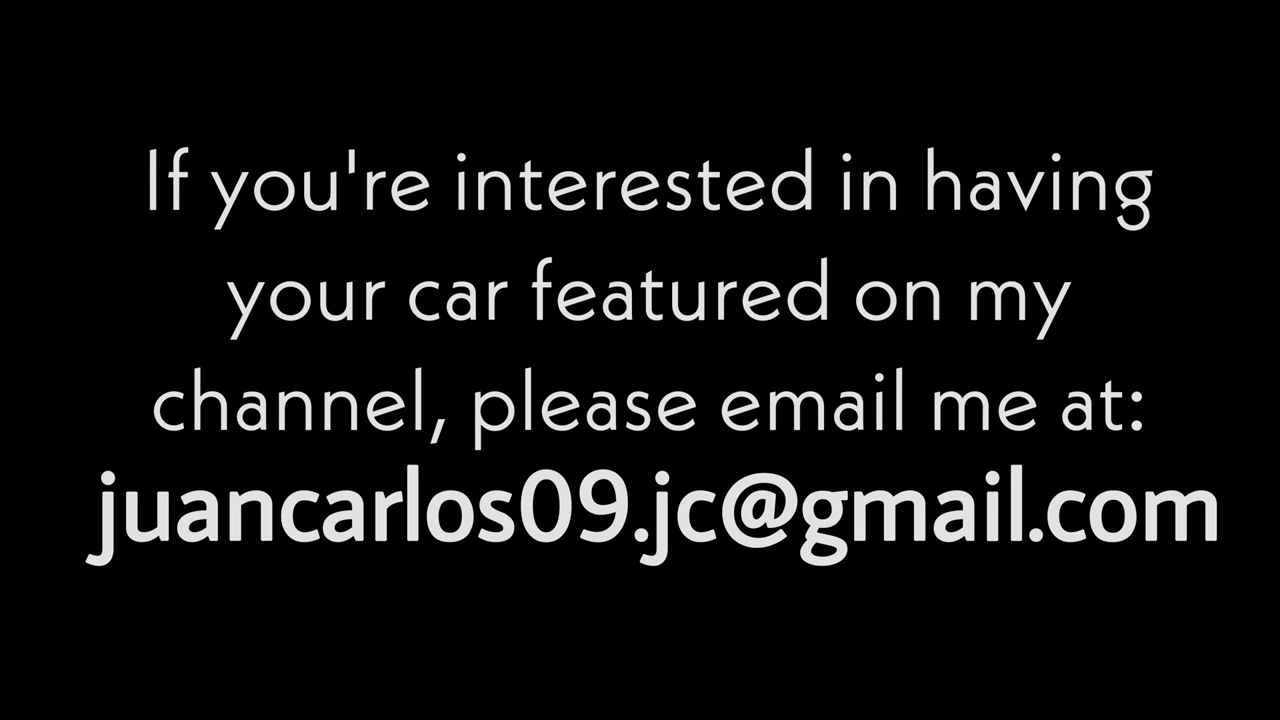 If you're interested in having
your car featured on my
channel, please email me at:
juancarlos09.jc@gmail.com